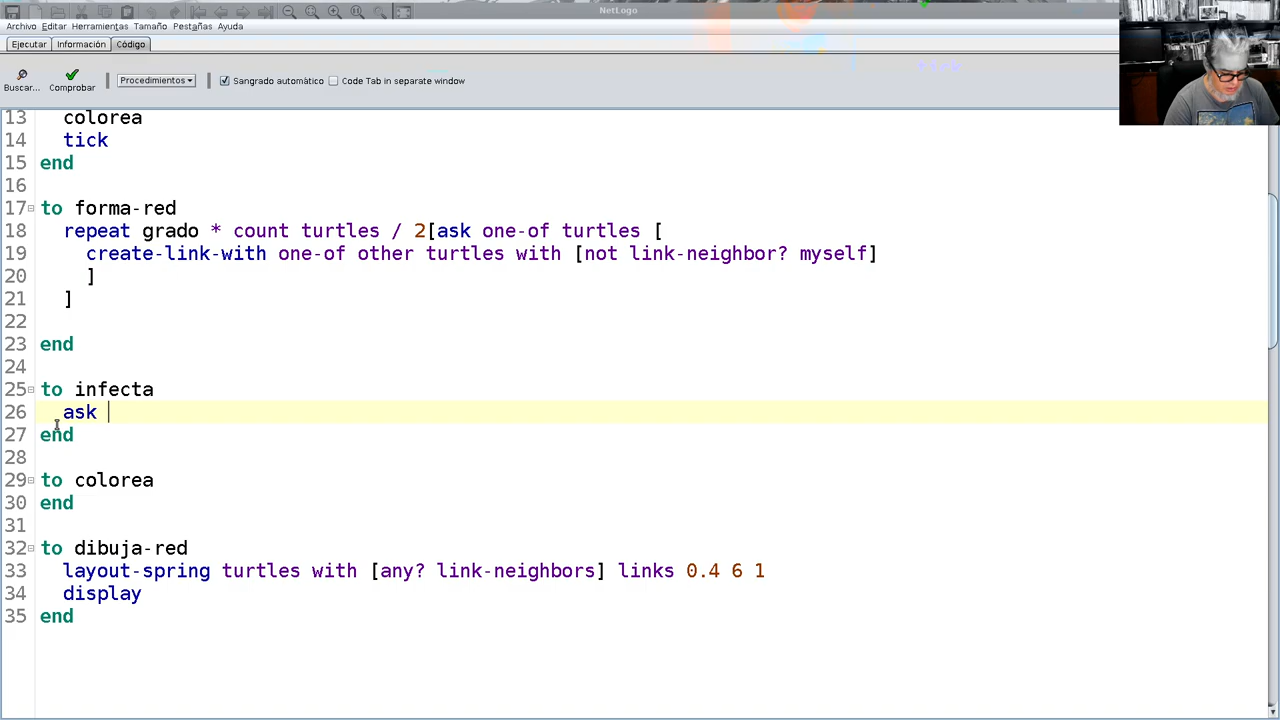 NetLogo
Archivo Editar Herramientas Tamaño Pestañas Ayuda
Ejecutar Información Código
Buscar... Comprobar Procedimientos Sangrado automático Code Tab in separate window
13 colorea
14 tick
15 end
16
17 to forma-red
18 repeat grado * count turtles / 2[ask one-of turtles [
19 create-link-with one-of other turtles with [not link-neighbor? myself]
20 ]
21 ]
22
23 end
24
25 to infecta
26 ask
27 end
28
29 to colorea
30 end
31
32 to dibuja-red
33 layout-spring turtles with [any? link-neighbors] links 0.4 6 1
34 display
35 end